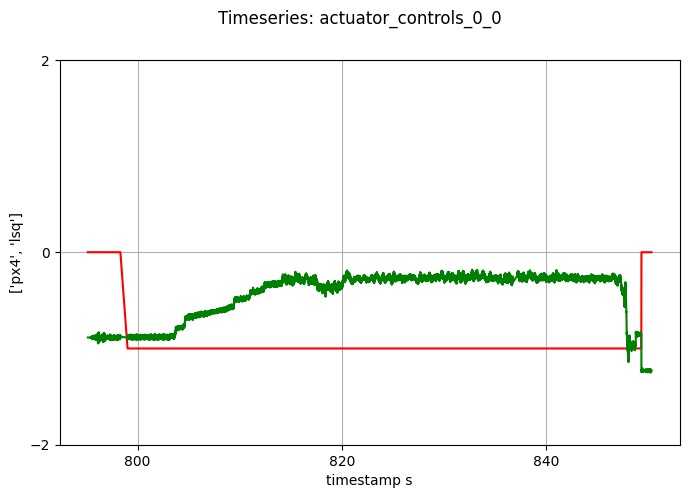 Timeseries: actuator_controls_0_0
2
0
−2
['px4', 'lsq']
800
820
840
timestamp s